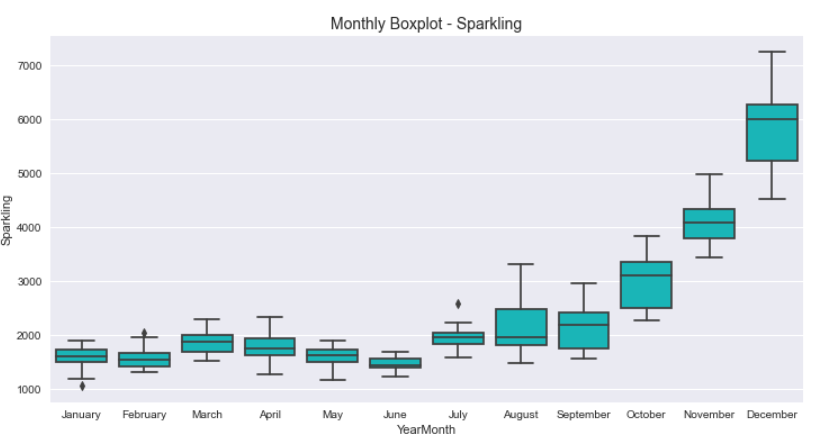 Monthly Boxplot - Sparkling
7000
6000
5000
4000
3000
2000
1000
Sparkling
January February March April May June July August September October November December
YearMonth